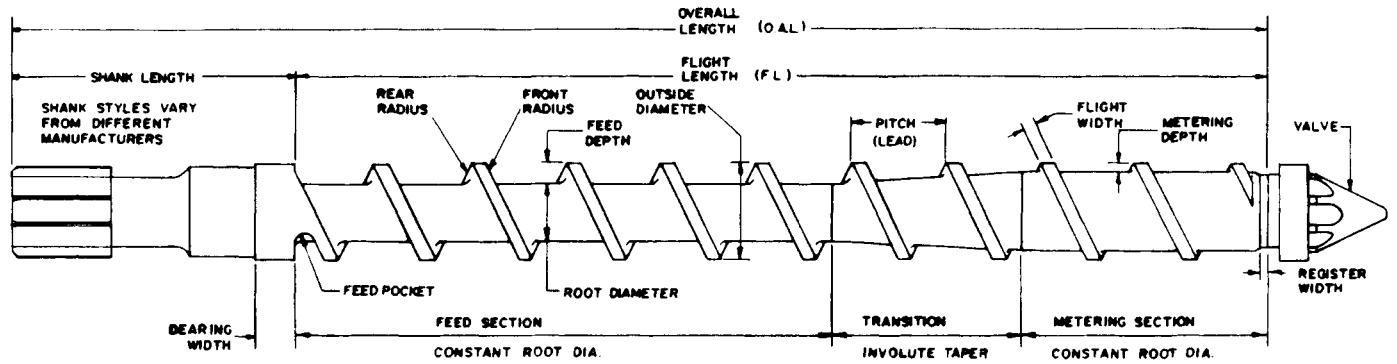 OVERALL
LENGTH (O.A.L.)
SHANK LENGTH
FLIGHT
LENGTH (F.L.)
SHANK STYLES VARY
FROM DIFFERENT
MANUFACTURERS
REAR
RADIUS
FRONT
RADIUS
OUTSIDE
DIAMETER
FEED
DEPTH
PITCH
(LEAD)
FLIGHT
WIDTH
METERING
DEPTH
VALVE
FEED POCKET
ROOT DIAMETER
REGISTER
WIDTH
BEARING
WIDTH
FEED SECTION
CONSTANT ROOT DIA.
TRANSITION
INVOLUTE TAPER
METERING SECTION
CONSTANT ROOT DIA.